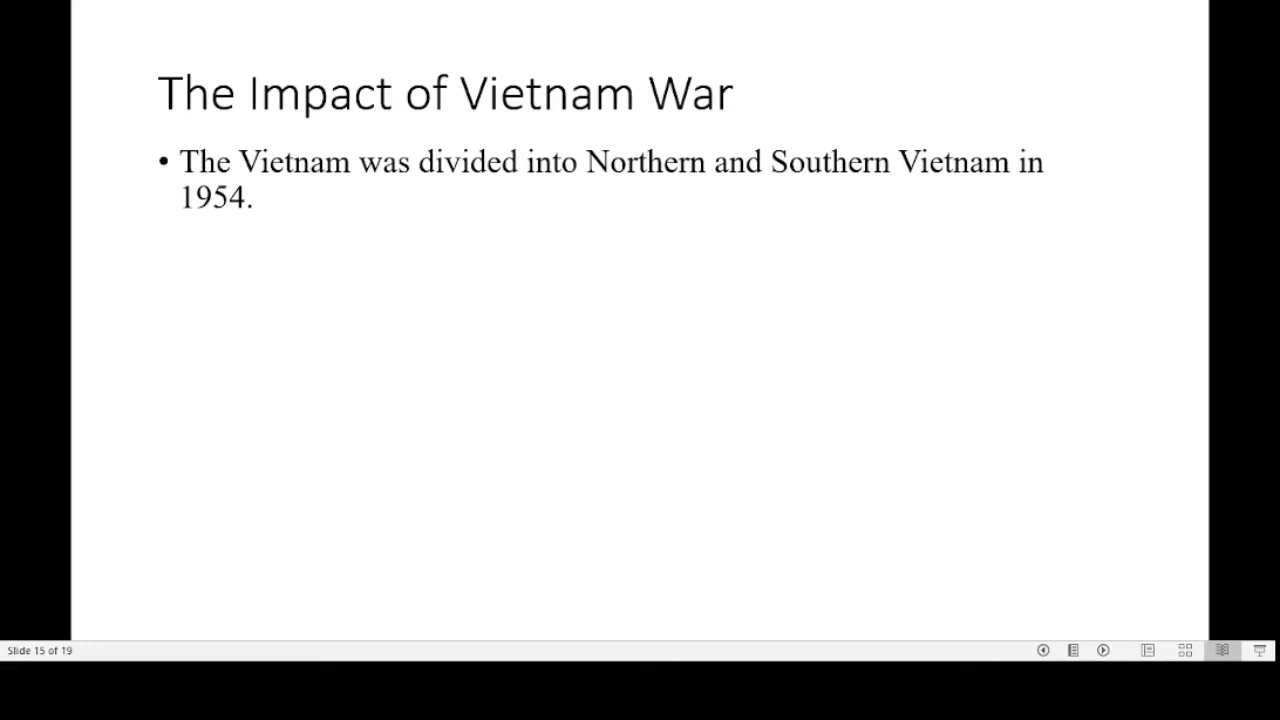 The Impact of Vietnam War
• The Vietnam was divided into Northern and Southern Vietnam in
1954.
Slide 15 of 19